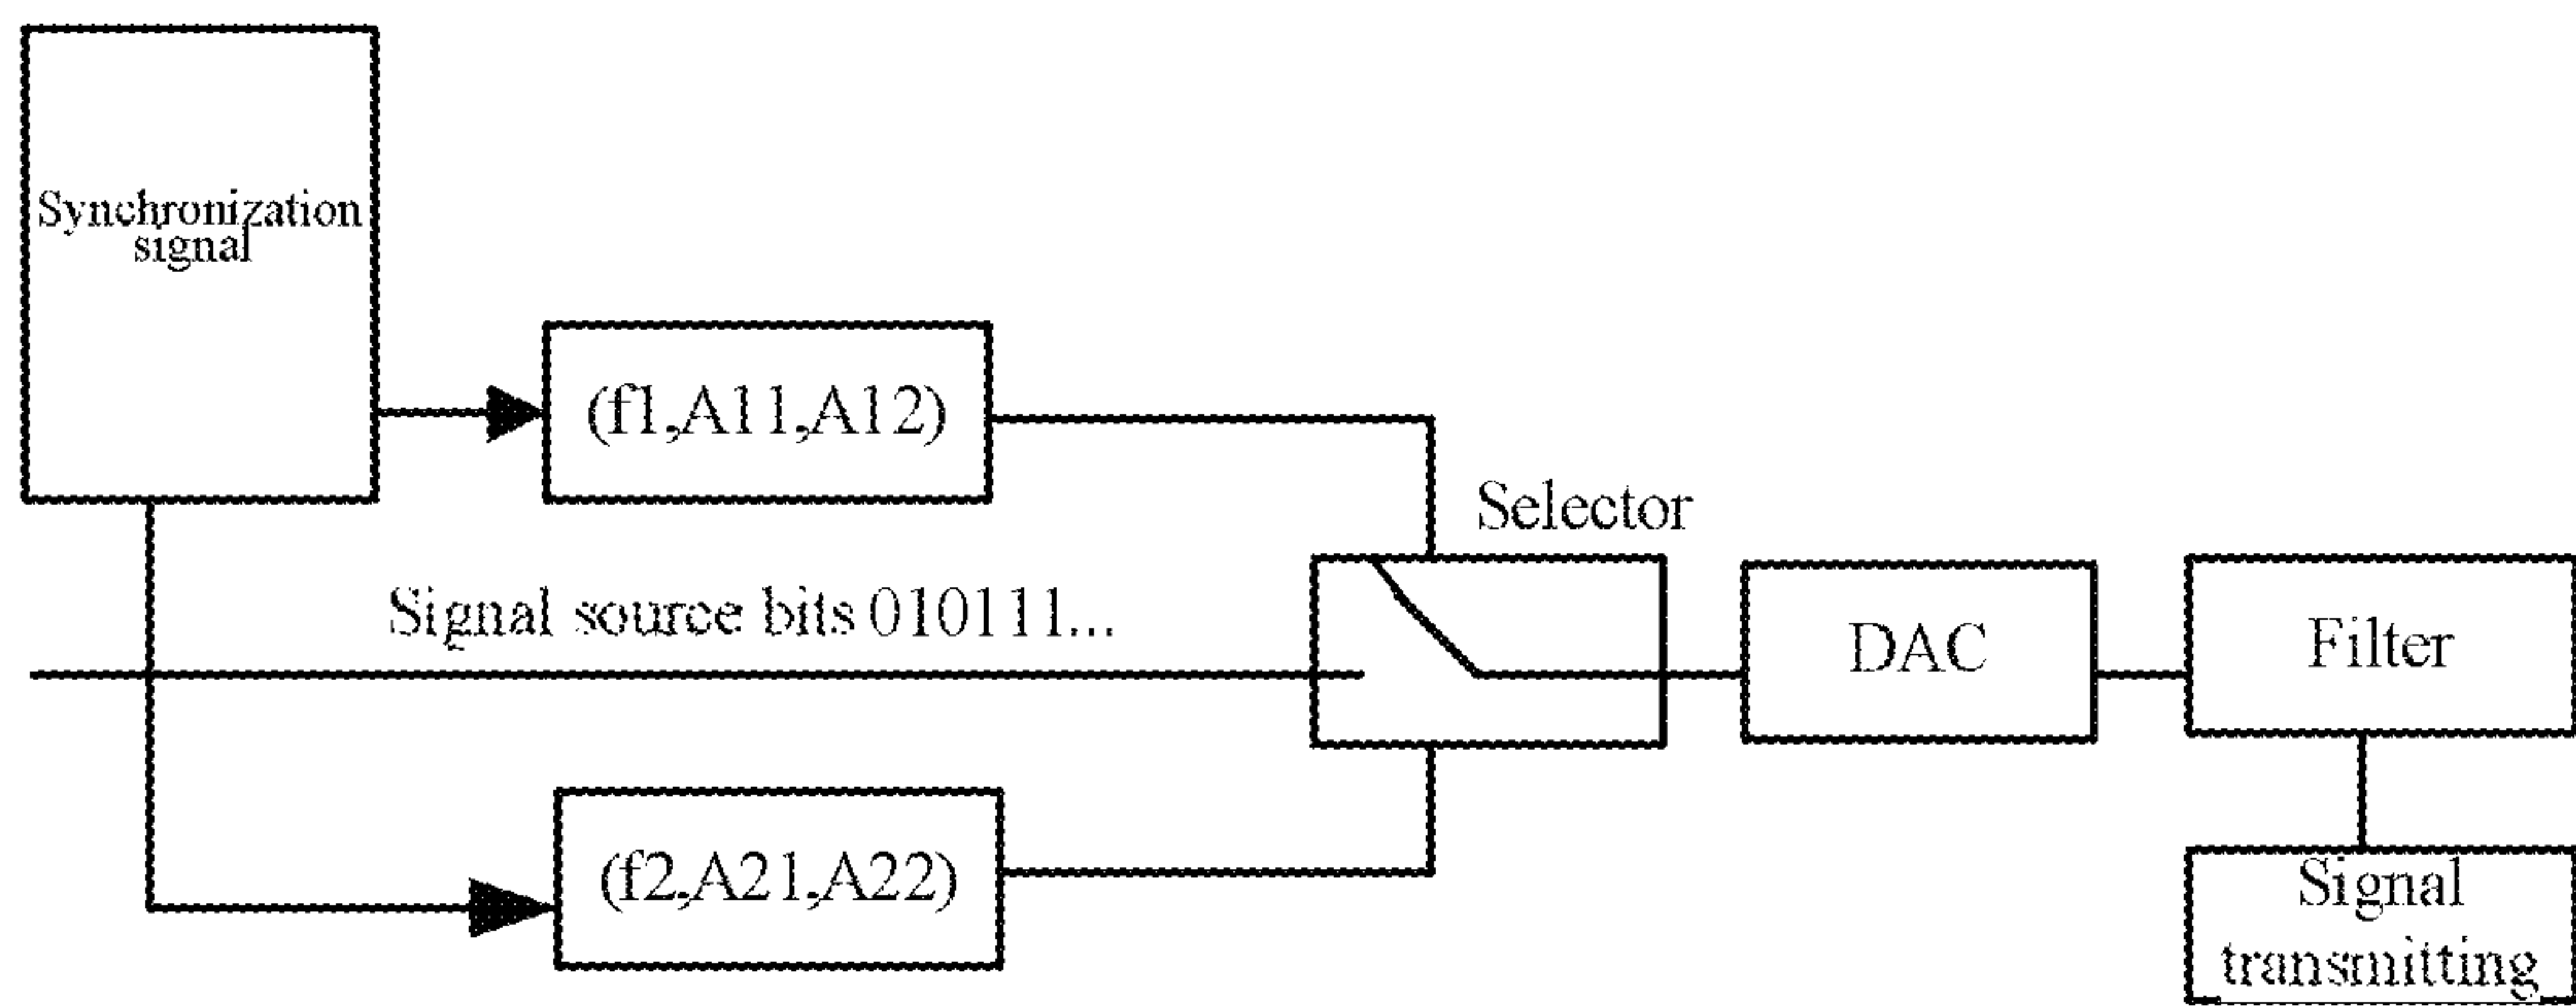 Synchronization
signal
(f1,A11,A12)
Selector
Signal source bits 010111...
DAC
Filter
(f2,A21,A22)
Signal
transmitting